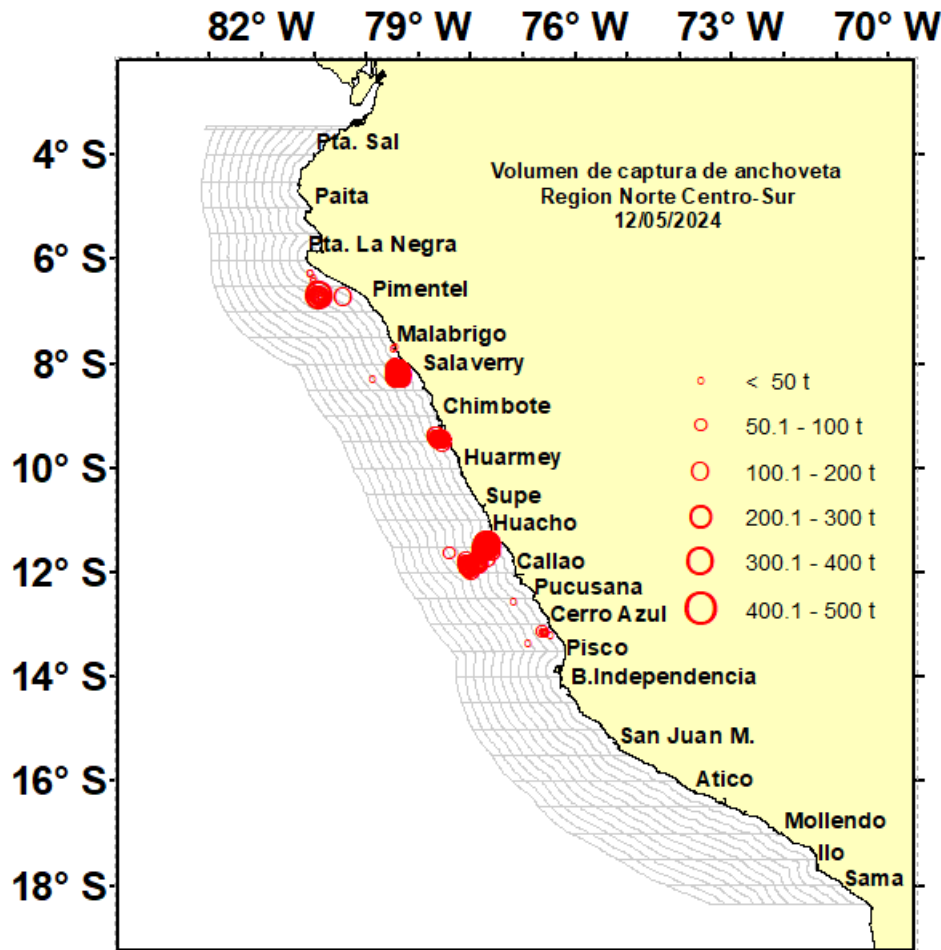 82° W 79° W 76° W 73° W 70° W
4° S
6° S
8° S
10° S
12° S
14° S
16° S
18° S
Volumen de captura de anchoveta
Region Norte Centro-Sur
12/05/2024
Pta. Sal
Paita
Pta. La Negra
Pimentel
Malabrigo
Salaverry
Chimbote
Huarmey
Supe
Huacho
Callao
Pucusana
Cerro Azul
Pisco
B.Independencia
San Juan M.
Atico
Mollendo
Ilo
Sama
< 50 t
50.1 - 100 t
100.1 - 200 t
200.1 - 300 t
300.1 - 400 t
400.1 - 500 t